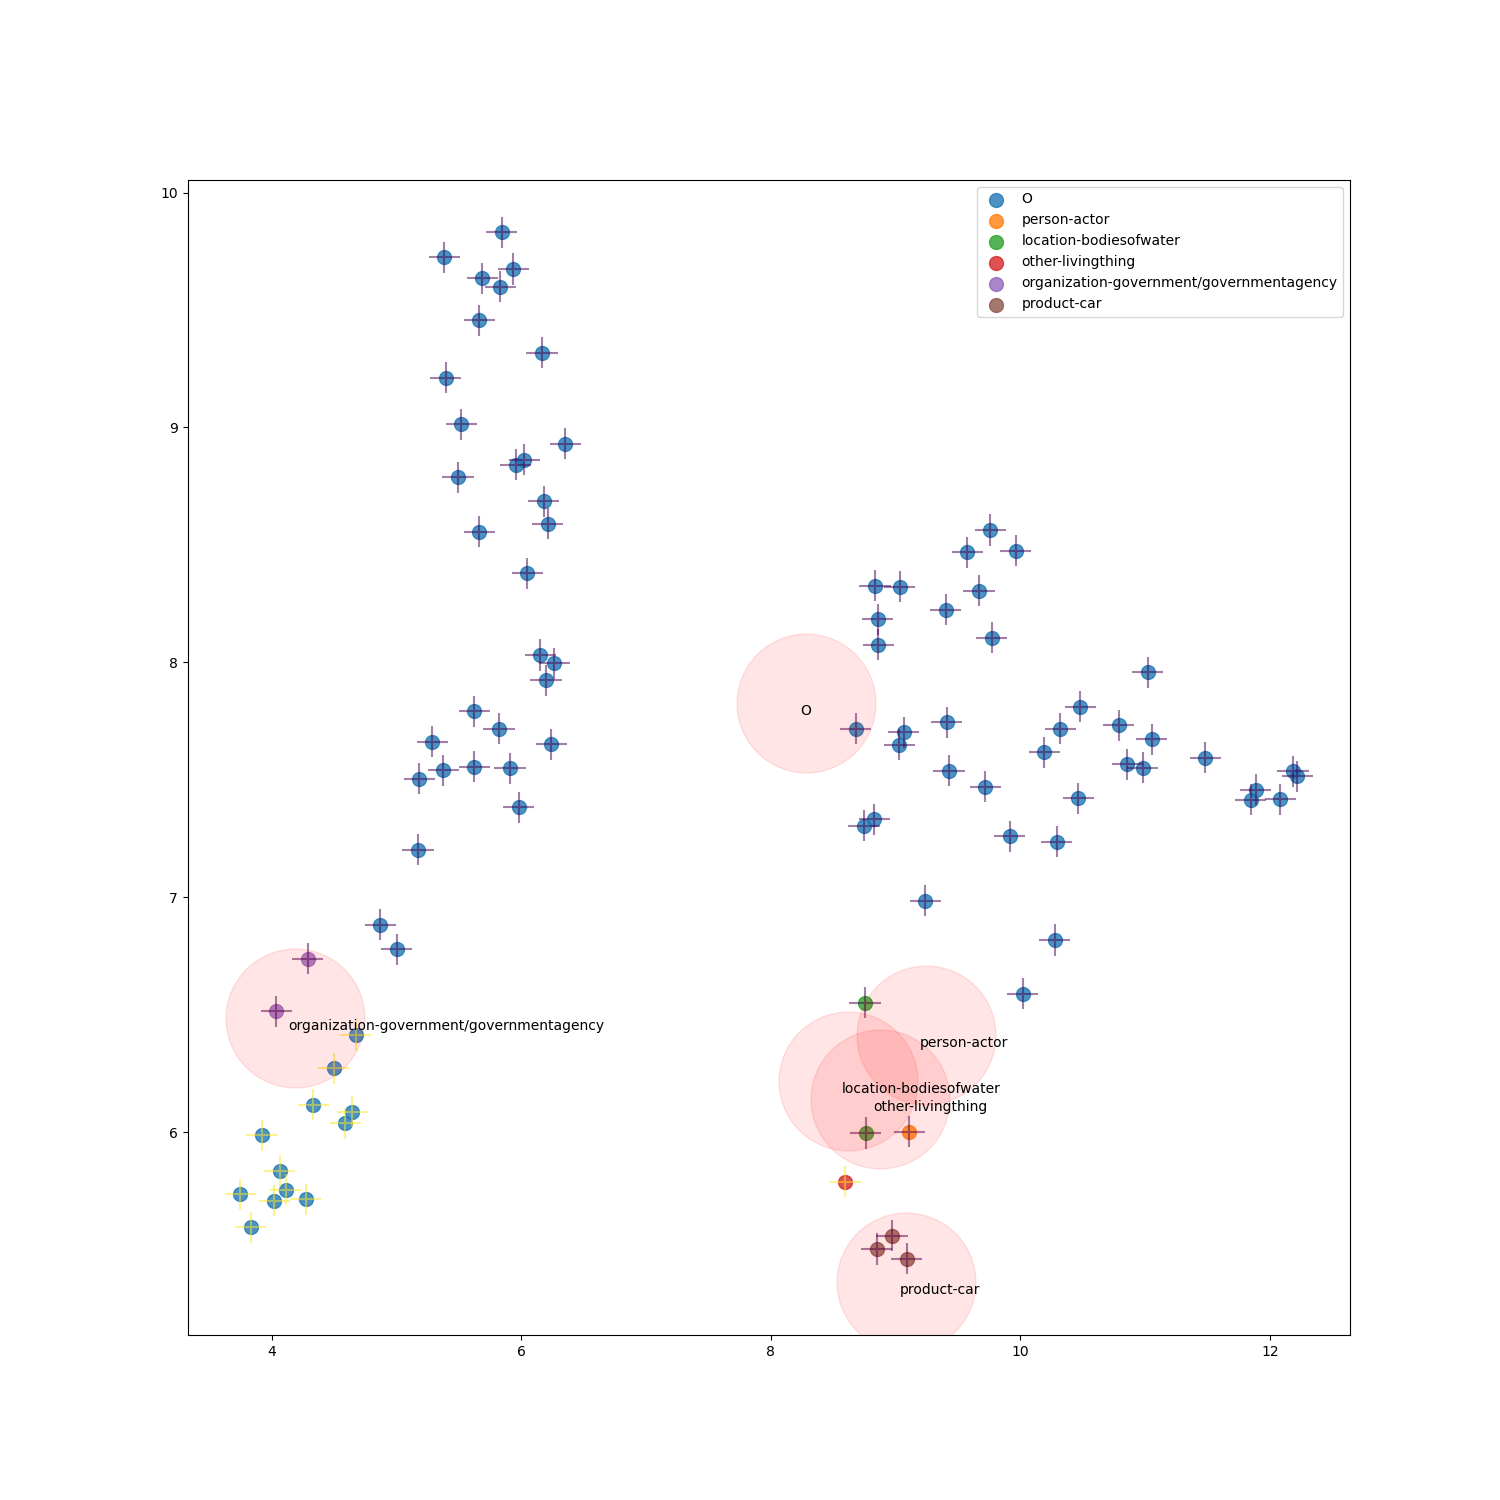 10
9
8
7
6
4
6
8
10
12
O
person-actor
location-bodiesofwater
other-livingthing
organization-government/governmentagency
product-car
O
organization-government/governmentagency
person-actor
location-bodiesofwater
other-livingthing
product-car